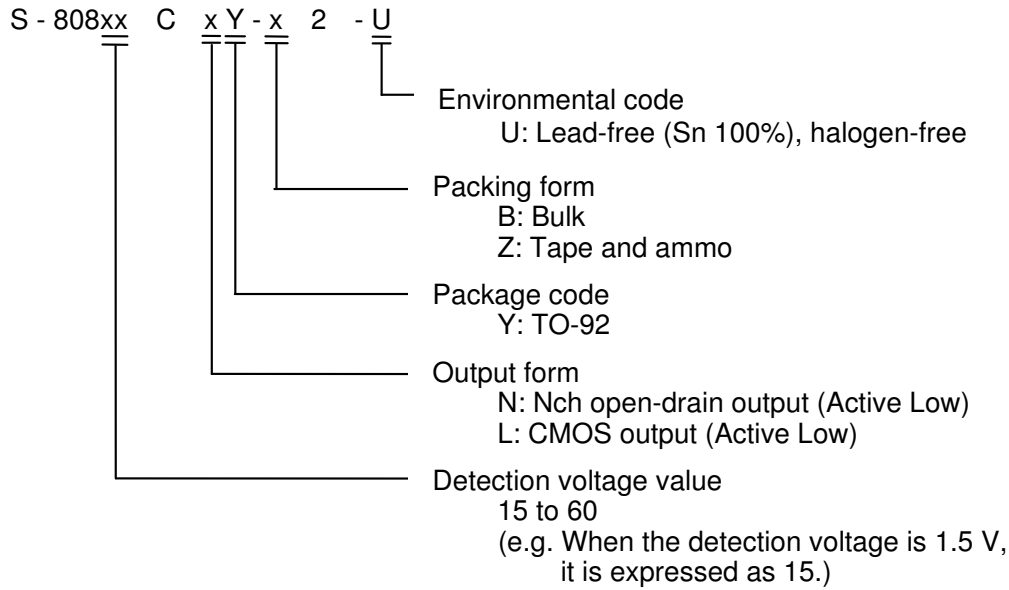 S - 808xx C x Y - x 2 - U
Environmental code
U: Lead-free (Sn 100%), halogen-free
Packing form
B: Bulk
Z: Tape and ammo
Package code
Y: TO-92
Output form
N: Nch open-drain output (Active Low)
L: CMOS output (Active Low)
Detection voltage value
15 to 60
(e.g. When the detection voltage is 1.5 V,
it is expressed as 15.)